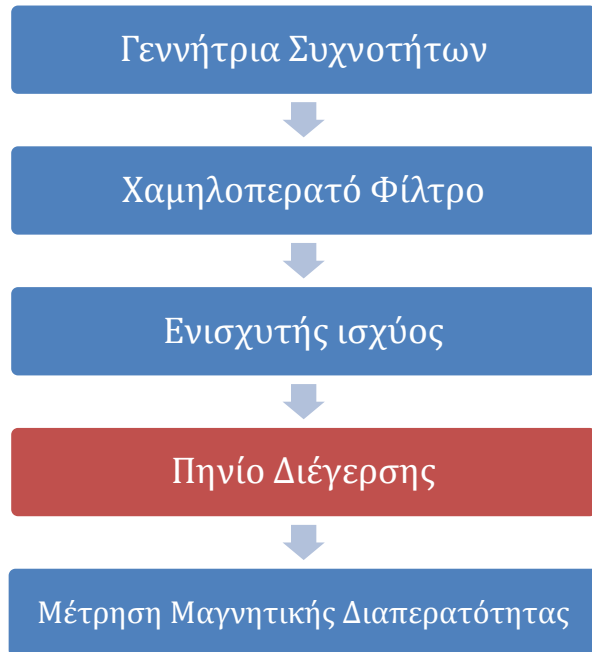 Γεννήτρια Συχνοτήτων
Χαμηλοπερατό Φίλτρο
Ενισχυτής ισχύος
Πηνίο Διέγερσης
Μέτρηση Μαγνητικής Διαπερατότητας